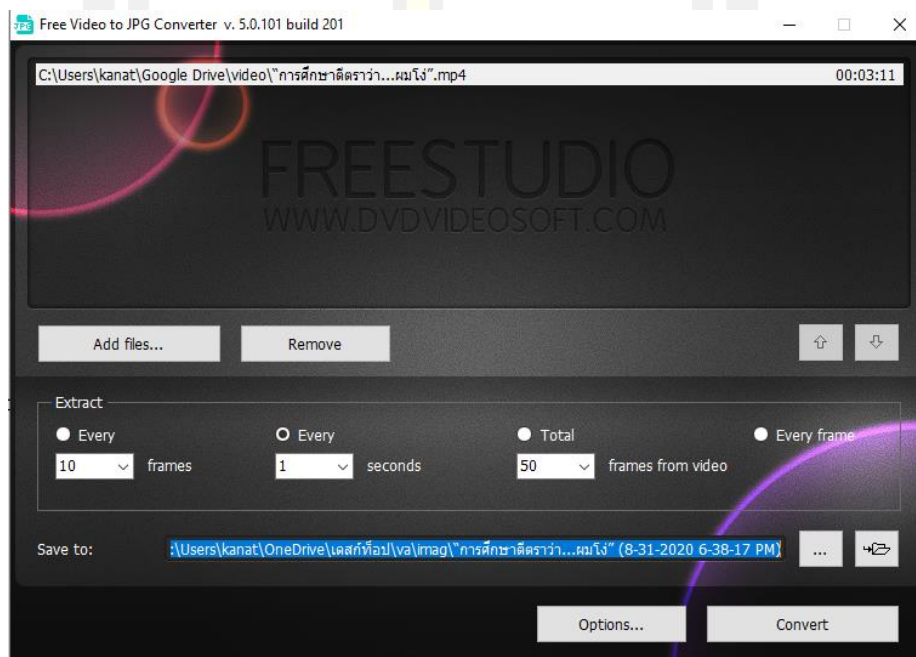 Free Video to JPG Converter v. 5.0.101 build 201
C:\Users\kanat\Google Drive\video\“การศึกษาตีตราว่า...ผมโง่”.mp4 00:03:11
FREESTUDIO
WWW.DVDVIDEOSOFT.COM
Add files... Remove
Extract
Every Every Total Every frame
10 frames 1 seconds 50 frames from video
Save to: :\Users\kanat\OneDrive\เดสก์ท็อป\va\imag\“การศึกษาตีตราว่า...ผมโง่” (8-31-2020 6-38-17 PM) ...
Options... Convert